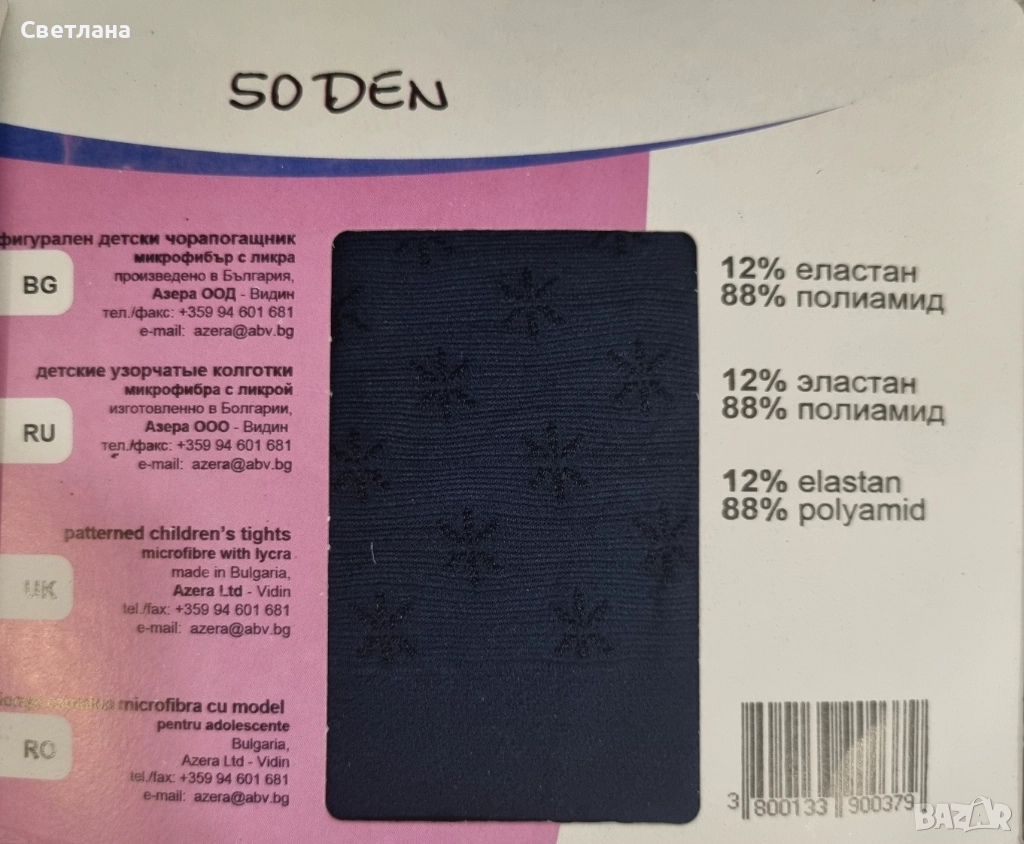 Светлана
50 DEN
фигурален детски чорапогащник
микрофибър с ликра
произведено в България,
Азера ООД - Видин
тел./факс: +359 94 601 681
e-mail: azera@abv.bg
BG
детские узорчатые колготки
микрофибра с ликрой
изготовленно в Болгарии,
Азера ООО - Видин
тел./факс: +359 94 601 681
e-mail: azera@abv.bg
RU
patterned children's tights
microfibre with lycra
made in Bulgaria,
Azera Ltd - Vidin
tel./fax: +359 94 601 681
e-mail: azera@abv.bg
UK
microfibra cu model
pentru adolescente
Bulgaria,
Azera Ltd - Vidin
tel./fax: +359 94 601 681
e-mail: azera@abv.bg
RO
12% еластан
88% полиамид
12% эластан
88% полиамид
12% elastan
88% polyamid
3 800133 900379
BAZAR